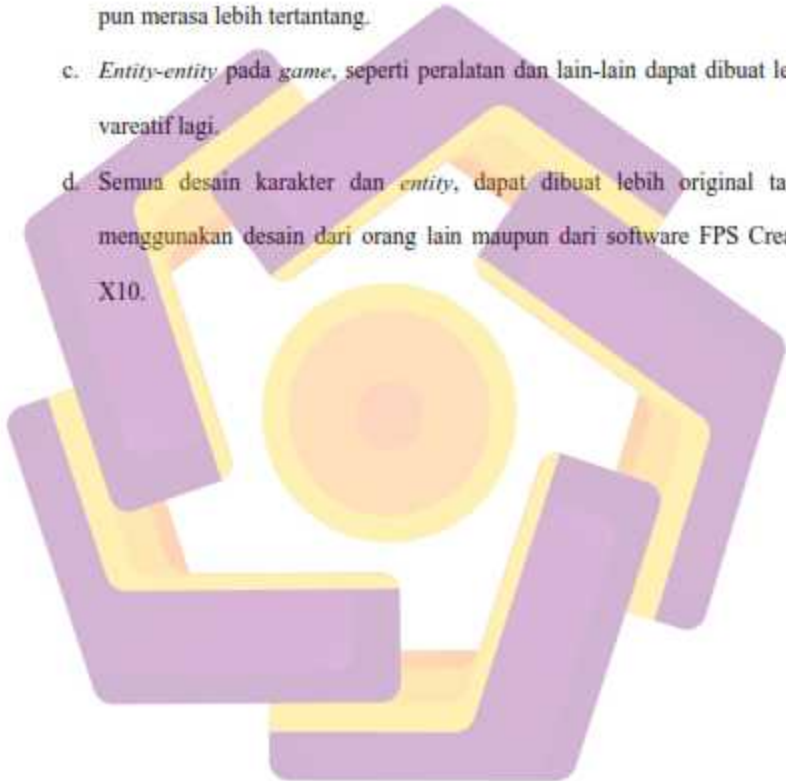 pun merasa lebih tertantang.
c. Entity-entity pada game, seperti peralatan dan lain-lain dapat dibuat le
vareatif lagi.
d. Semua desain karakter dan entity, dapat dibuat lebih original ta
menggunakan desain dari orang lain maupun dari software FPS Crea
X10.